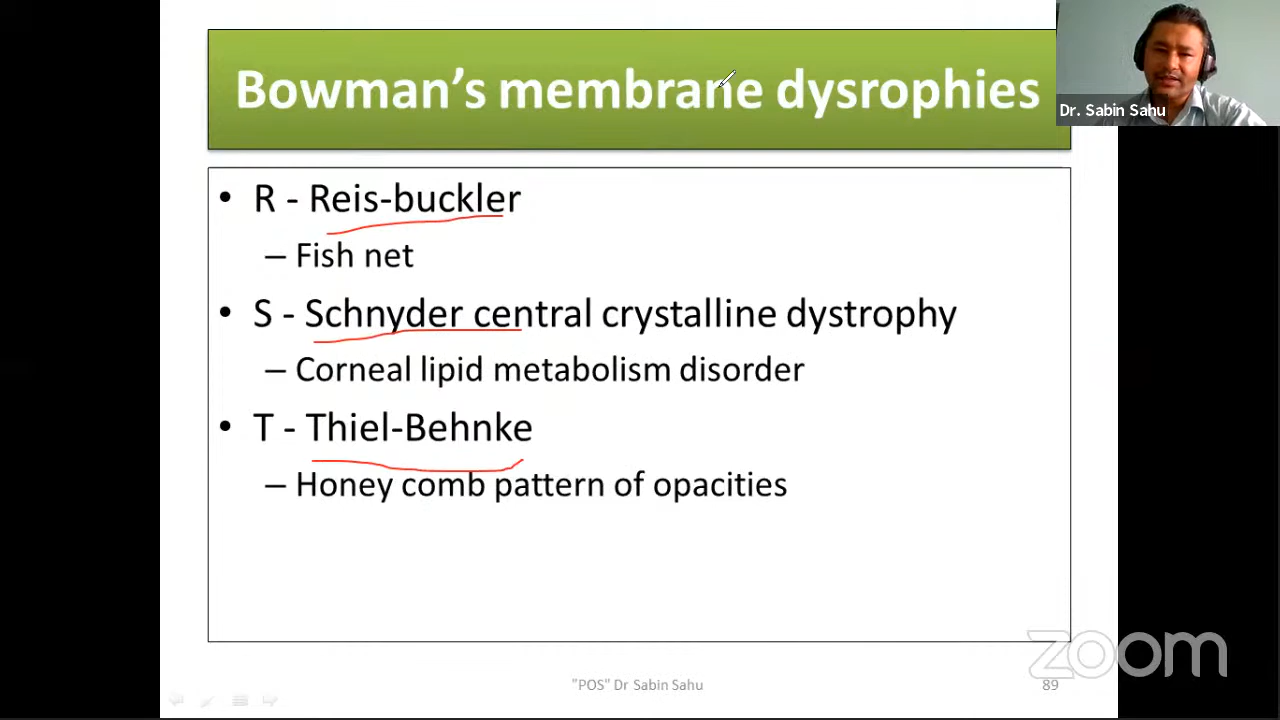 Bowman's membrane dysrophies
Dr. Sabin Sahu
• R - Reis-buckler
– Fish net
• S - Schnyder central crystalline dystrophy
– Corneal lipid metabolism disorder
• T - Thiel-Behnke
– Honey comb pattern of opacities
zoom
"POS" Dr Sabin Sahu
89